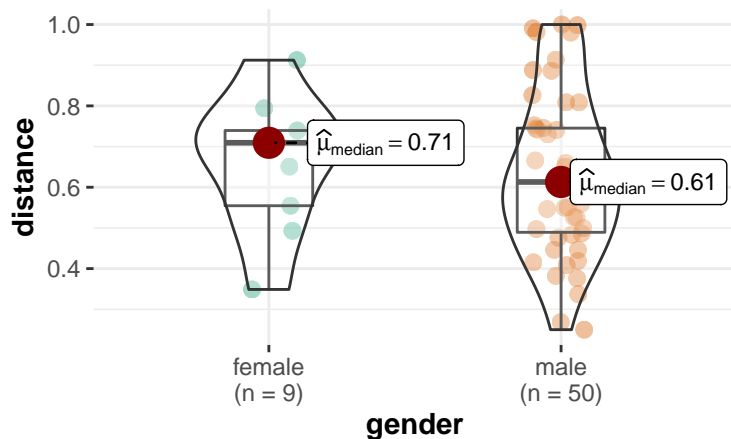 distance
1.0
0.8
0.6
0.4
μ̂median = 0.71
μ̂median = 0.61
female
(n = 9)
male
(n = 50)
gender